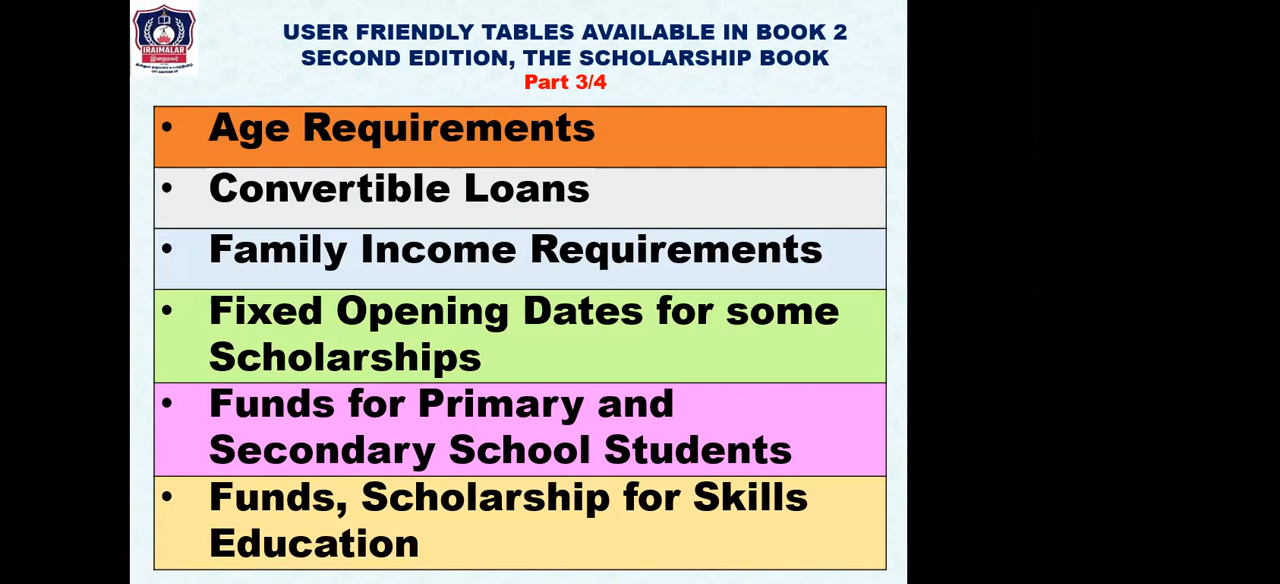 IRAIMALAR
இறைமலர்
USER FRIENDLY TABLES AVAILABLE IN BOOK 2
SECOND EDITION, THE SCHOLARSHIP BOOK
Part 3/4
• Age Requirements
• Convertible Loans
• Family Income Requirements
• Fixed Opening Dates for some
Scholarships
• Funds for Primary and
Secondary School Students
• Funds, Scholarship for Skills
Education